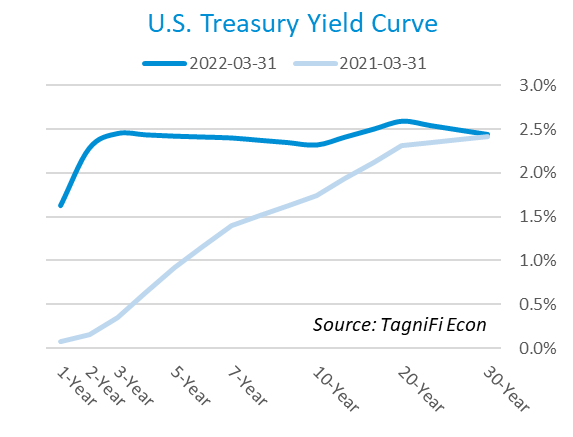 U.S. Treasury Yield Curve
2022-03-31 2021-03-31
3.0%
2.5%
2.0%
1.5%
1.0%
0.5%
0.0%
Source: TagniFi Econ
1-Year 2-Year 3-Year 5-Year 7-Year 10-Year 20-Year 30-Year